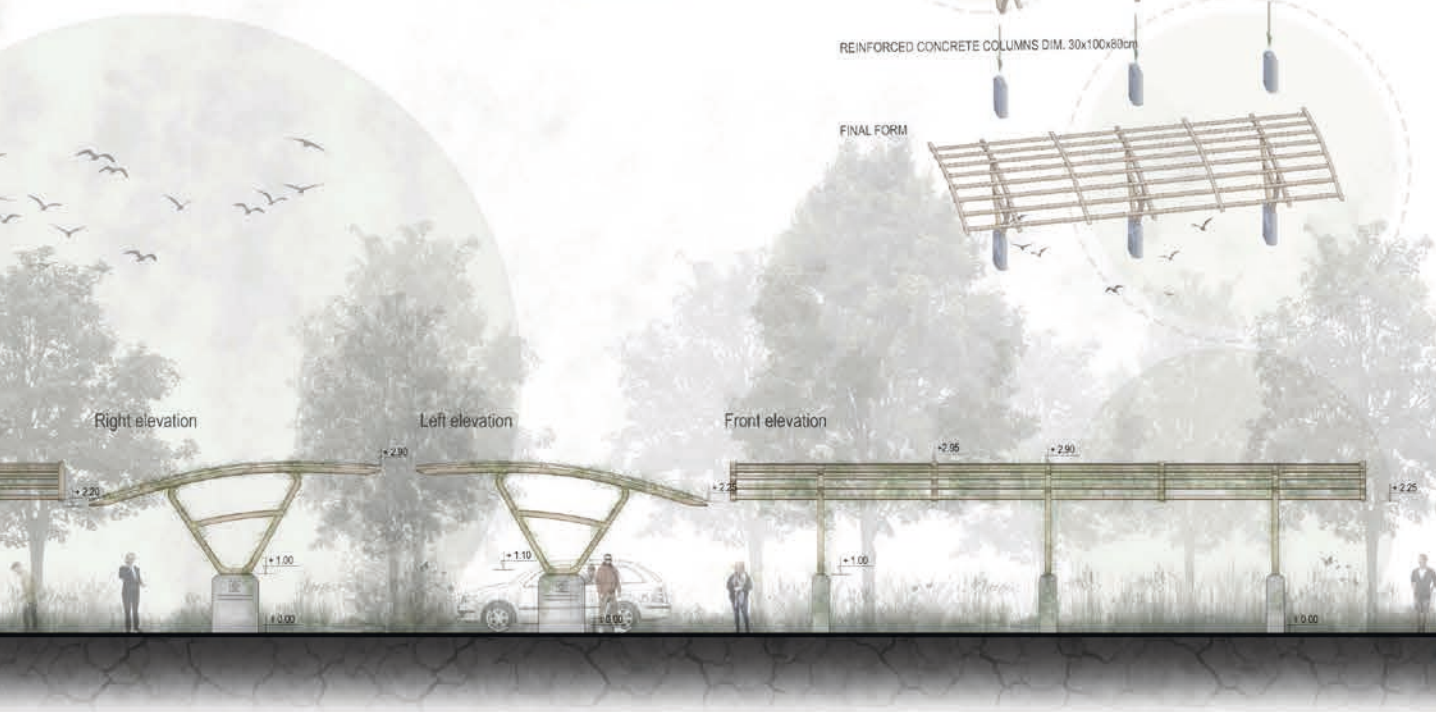 REINFORCED CONCRETE COLUMNS DIM. 30x100x80cm
FINAL FORM
Right elevation
Left elevation
Front elevation
+ 2.90
+2.95
+ 2.90
+ 2.20
+ 2.25
+ 2.25
+ 1.00
+ 1.10
+ 1.00
± 0.00
± 0.00
± 0.00